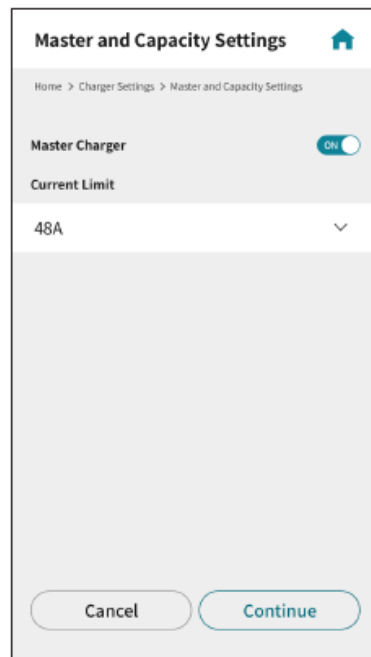 Master and Capacity Settings
Home > Charger Settings > Master and Capacity Settings
Master Charger ON
Current Limit
48A
Cancel Continue